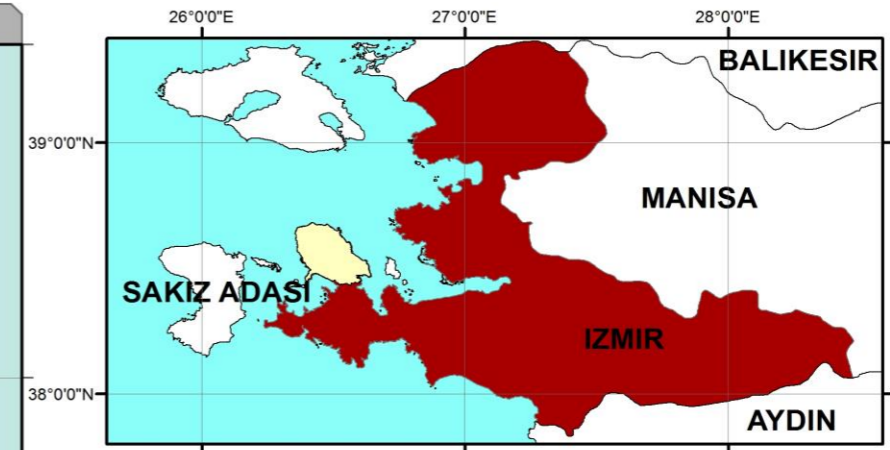 26°0'0"E
27°0'0"E
28°0'0"E
BALIKESIR
39°0'0"N
MANISA
SAKIZ ADASI
IZMIR
38°0'0"N
AYDIN